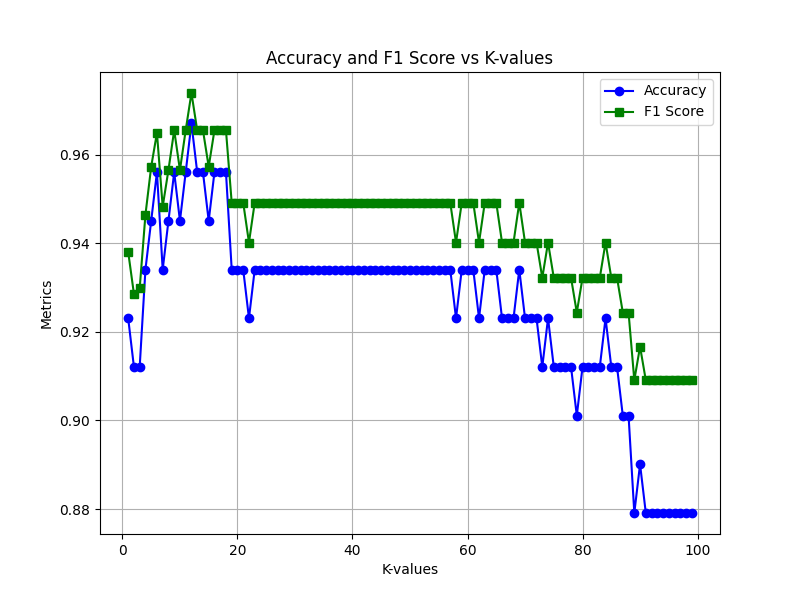 Accuracy and F1 Score vs K-values
Accuracy
F1 Score
0.96
0.94
0.92
0.90
0.88
Metrics
0 20 40 60 80 100
K-values